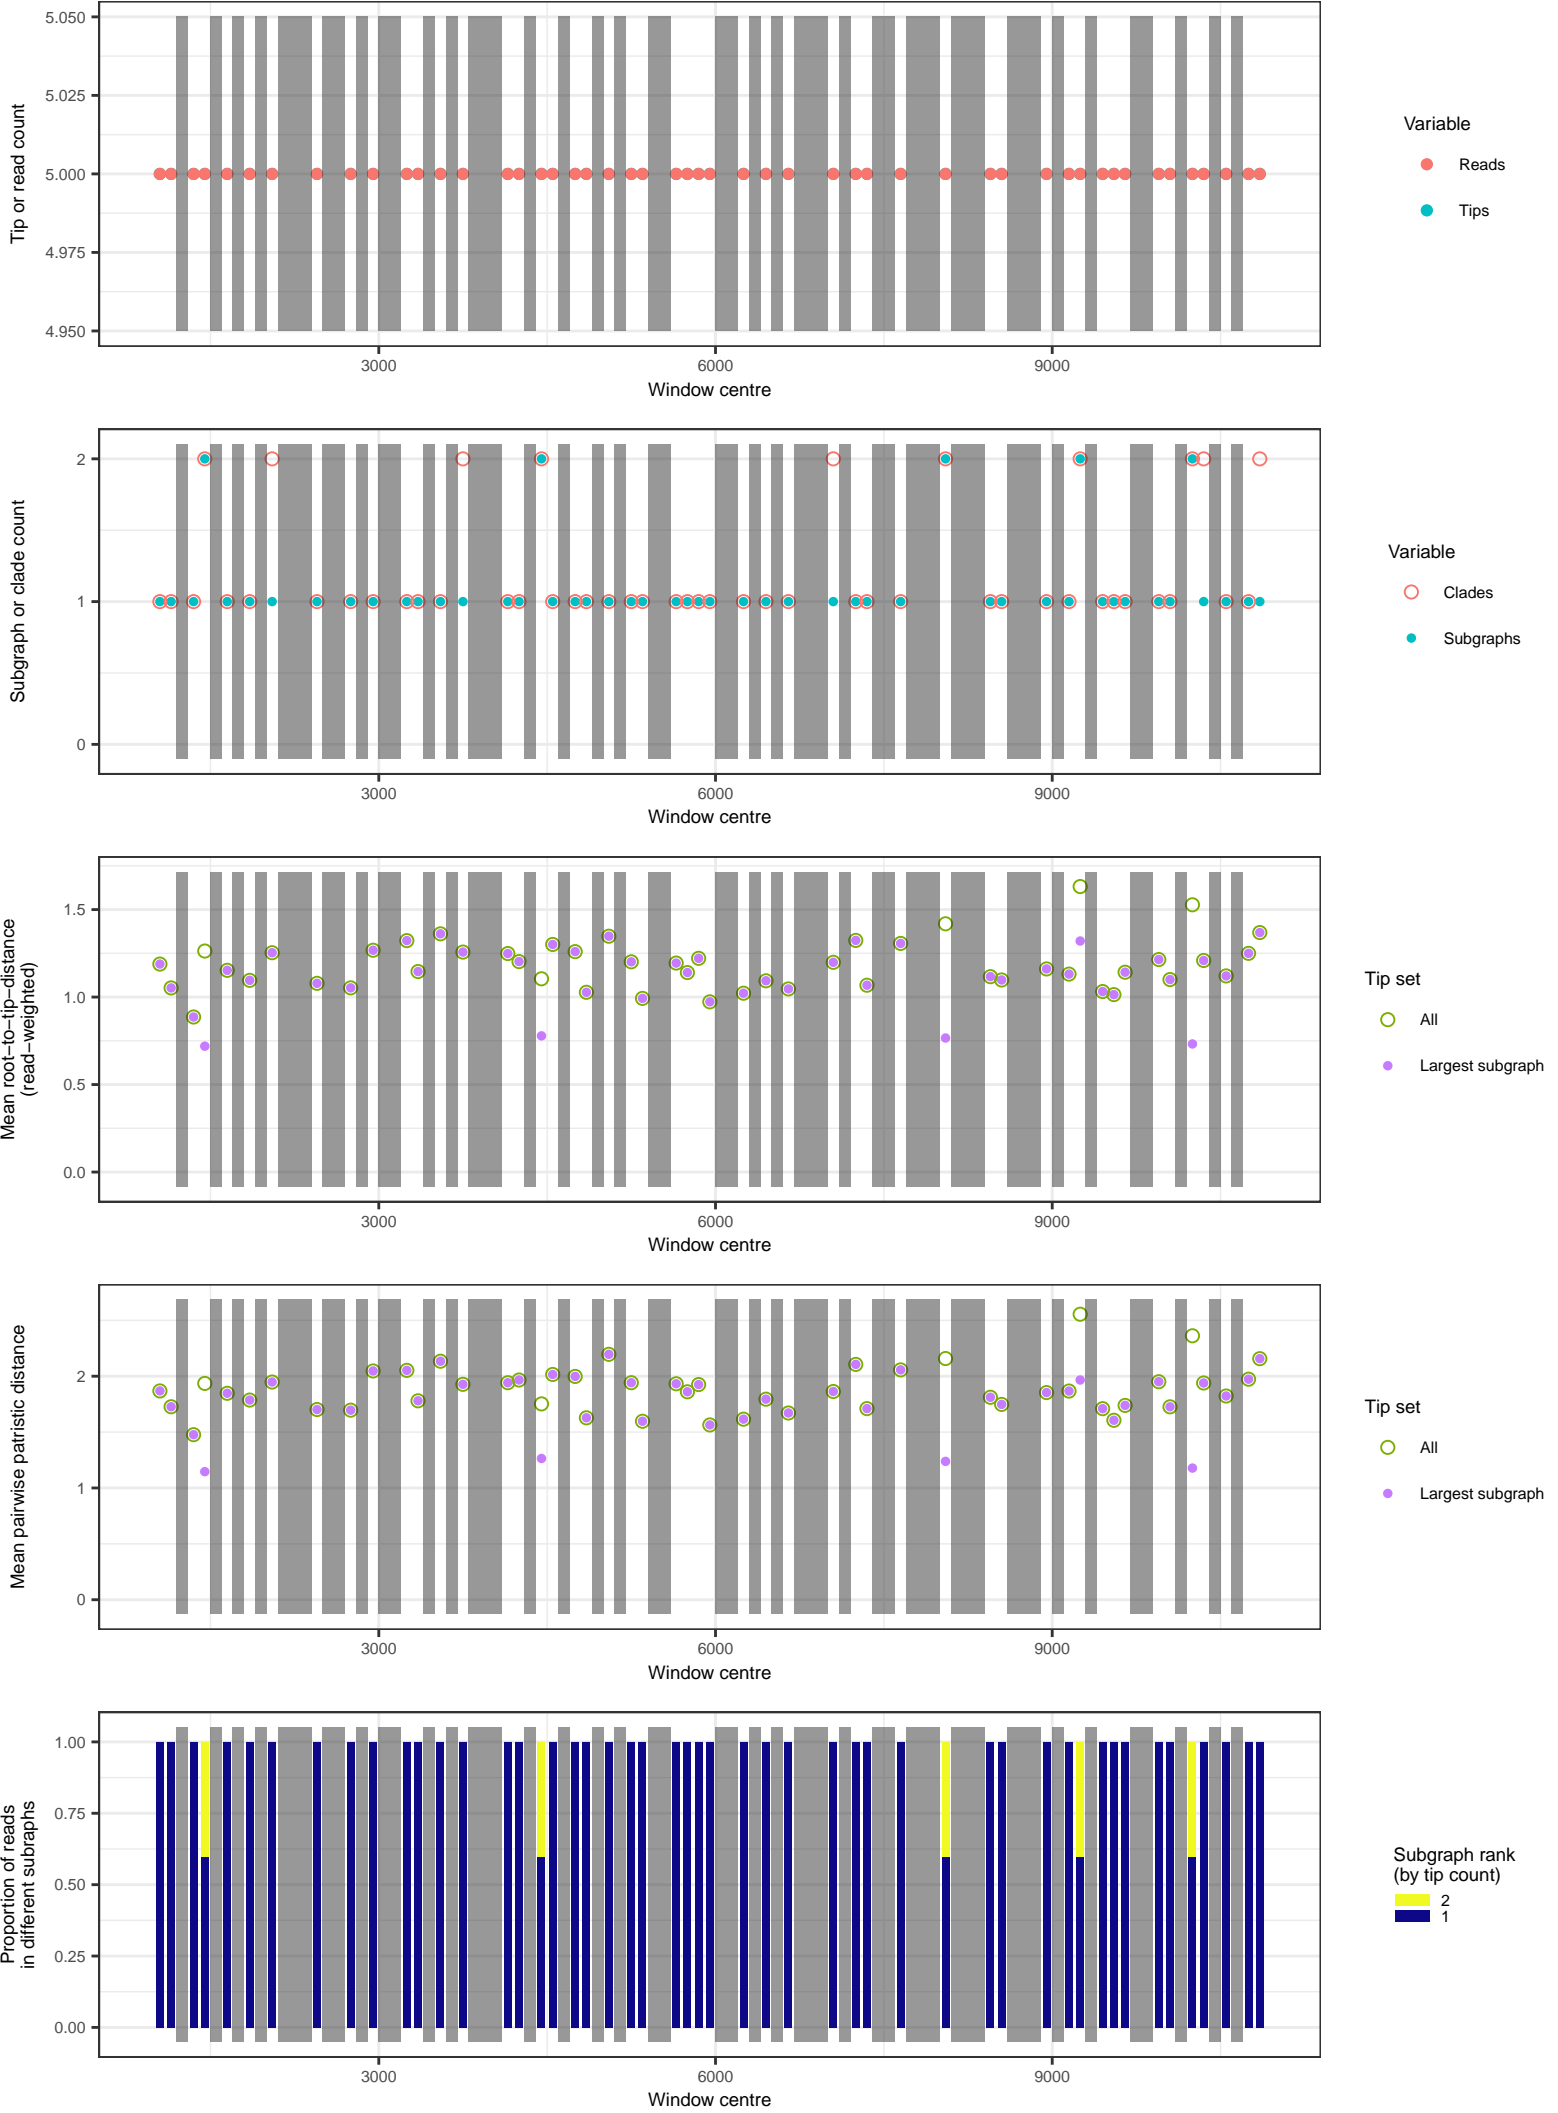 5.050
5.025
5.000
4.975
4.950
Tip or read count
3000
6000
9000
Window centre
Variable
Reads
Tips
2
1
0
Subgraph or clade count
3000
6000
9000
Window centre
Variable
Clades
Subgraphs
1.5
1.0
0.5
0.0
Mean root−to−tip−distance
(read−weighted)
3000
6000
9000
Window centre
Tip set
All
Largest subgraph
2
1
0
Mean pairwise patristic distance
3000
6000
9000
Window centre
Tip set
All
Largest subgraph
1.00
0.75
0.50
0.25
0.00
Proportion of reads
in different subraphs
3000
6000
9000
Window centre
Subgraph rank
(by tip count)
2
1